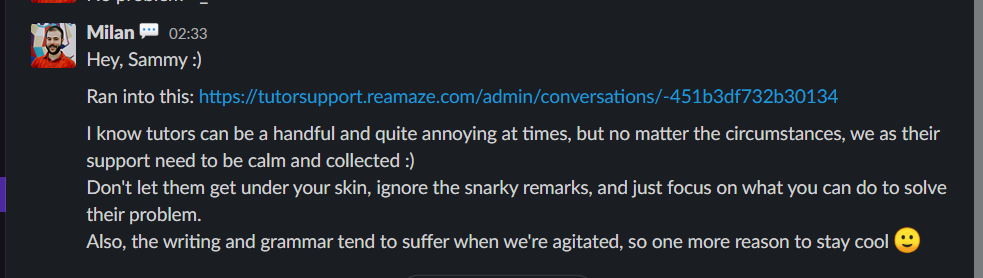 Milan 02:33
Hey, Sammy :)
Ran into this: https://tutorsupport.reamaze.com/admin/conversations/-451b3df732b30134
I know tutors can be a handful and quite annoying at times, but no matter the circumstances, we as their
support need to be calm and collected :)
Don't let them get under your skin, ignore the snarky remarks, and just focus on what you can do to solve
their problem.
Also, the writing and grammar tend to suffer when we're agitated, so one more reason to stay cool 🙂